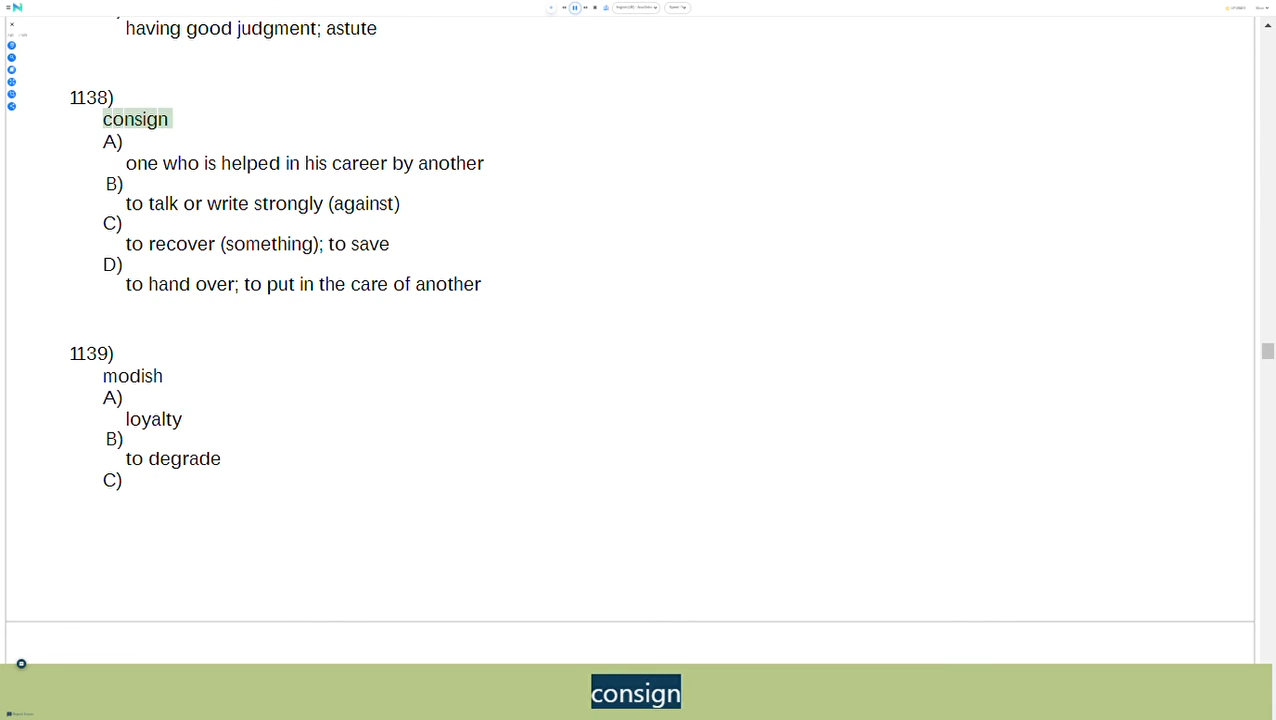 having good judgment; astute
1138)
consign
A)
one who is helped in his career by another
B)
to talk or write strongly (against)
C)
to recover (something); to save
D)
to hand over; to put in the care of another
1139)
modish
A)
loyalty
B)
to degrade
C)
consign